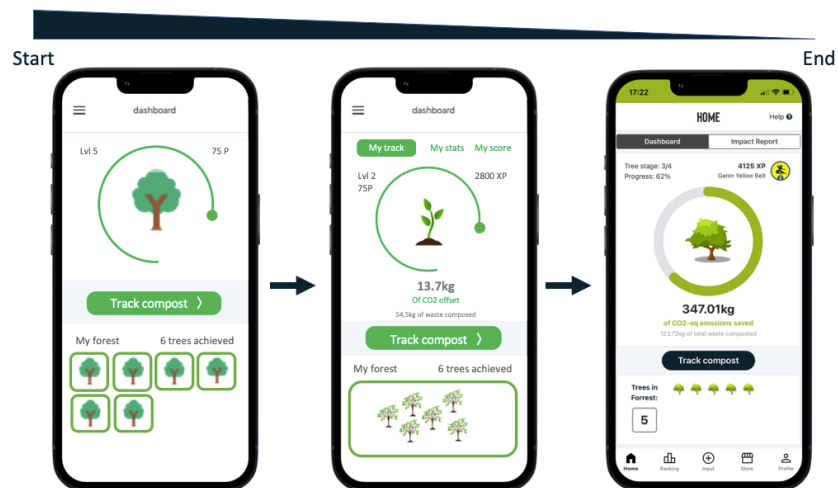 Start
End
dashboard
Lvl 5
75 P
Track compost 〉
My forest
6 trees achieved
dashboard
My track
My stats
My score
Lvl 2
75P
2800 XP
13.7kg
Of CO2 offset
54,5kg of waste composed
Track compost 〉
My forest
6 trees achieved
17:22
HOME
Help ?
Dashboard
Impact Report
Tree stage: 3/4
Progress: 62%
4125 XP
Genin Yellow Belt
347.01kg
of CO2-eq emssions saved
123.72kg of total waste composted
Track compost
Trees in
Forrest:
5
Home
Ranking
Input
Store
Profile